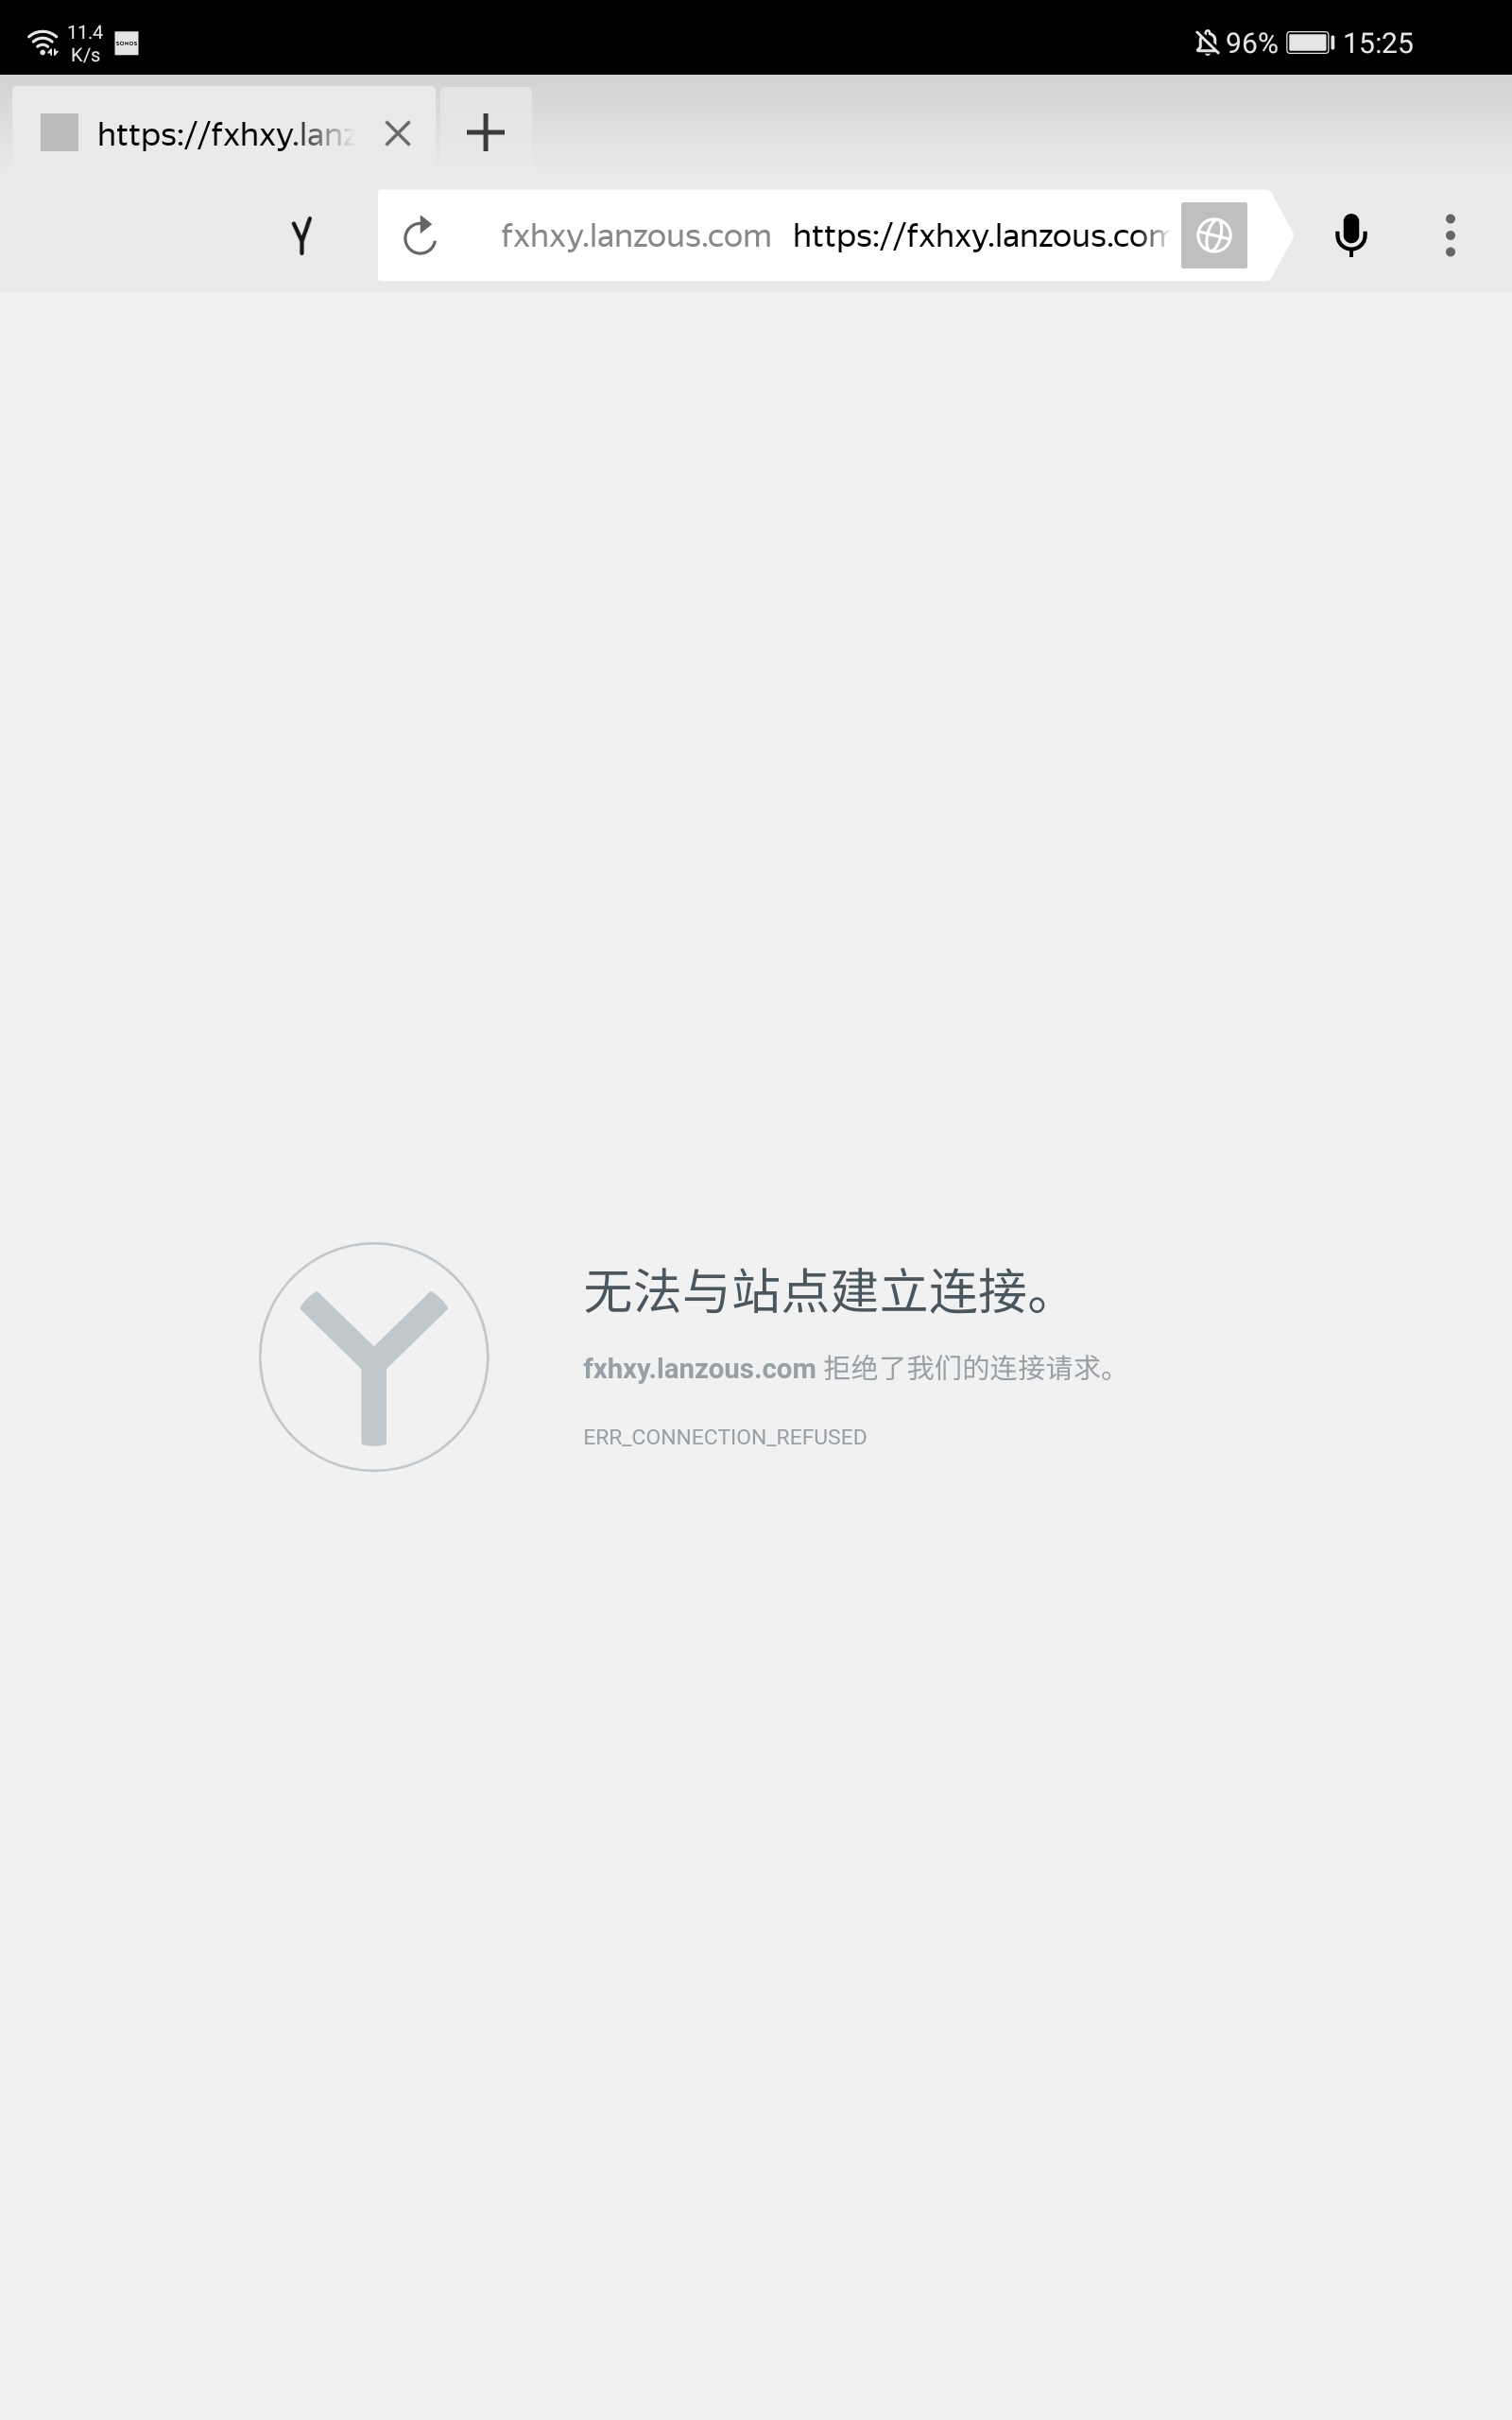 11.4
K/s
SONOS
96% 15:25
https://fxhxy.lanz
fxhxy.lanzous.com https://fxhxy.lanzous.com
无法与站点建立连接。
fxhxy.lanzous.com 拒绝了我们的连接请求。
ERR_CONNECTION_REFUSED